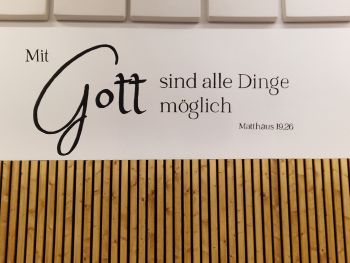 Mit
Gott sind alle Dinge
möglich
Matthäus 19,26